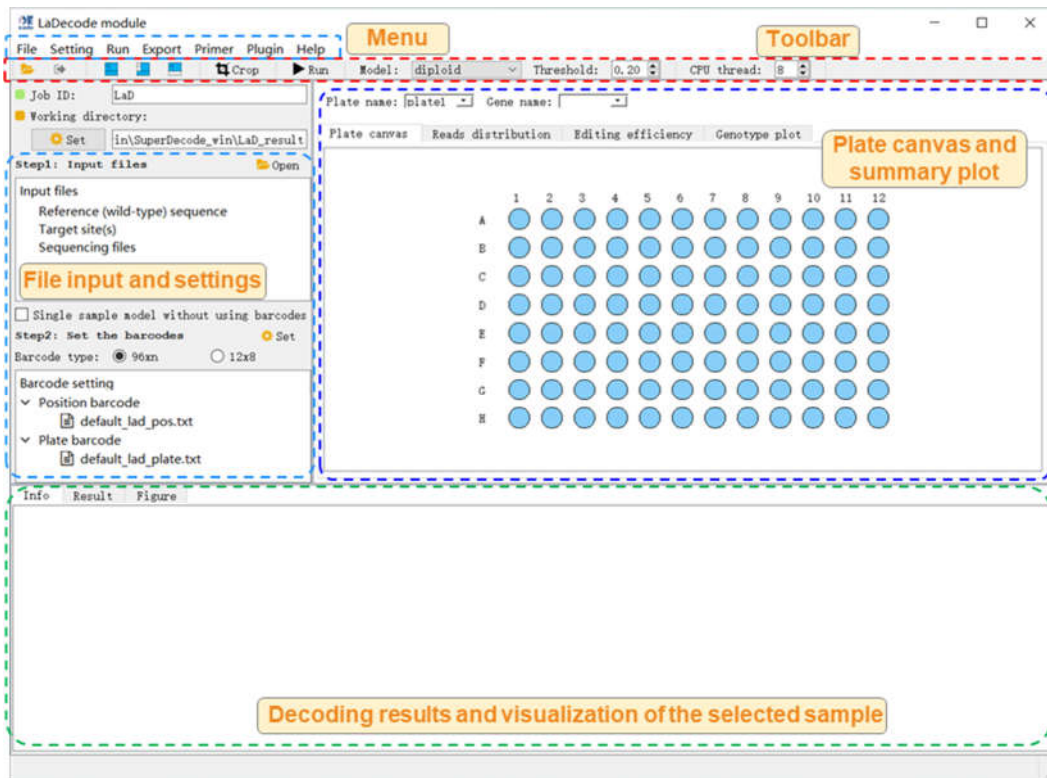 LaDecode module
File Setting Run Export Primer Plugin Help
Menu
Toolbar
Crop Run Model: diploid Threshold: 0.20 CPU thread: 8
Job ID: LaD
Working directory:
Set in\SuperDecode_win\LaD_result
Step1: Input files Open
Input files
Reference (wild-type) sequence
Target site(s)
Sequencing files
File input and settings
Single sample model without using barcodes
Step2: Set the barcodes Set
Barcode type: 96xn 12x8
Barcode setting
Position barcode
default_lad_pos.txt
Plate barcode
default_lad_plate.txt
Plate name: plate1 Gene name:
Plate canvas Reads distribution Editing efficiency Genotype plot
Plate canvas and
summary plot
1 2 3 4 5 6 7 8 9 10 11 12
A
B
C
D
E
F
G
H
Info Result Figure
Decoding results and visualization of the selected sample